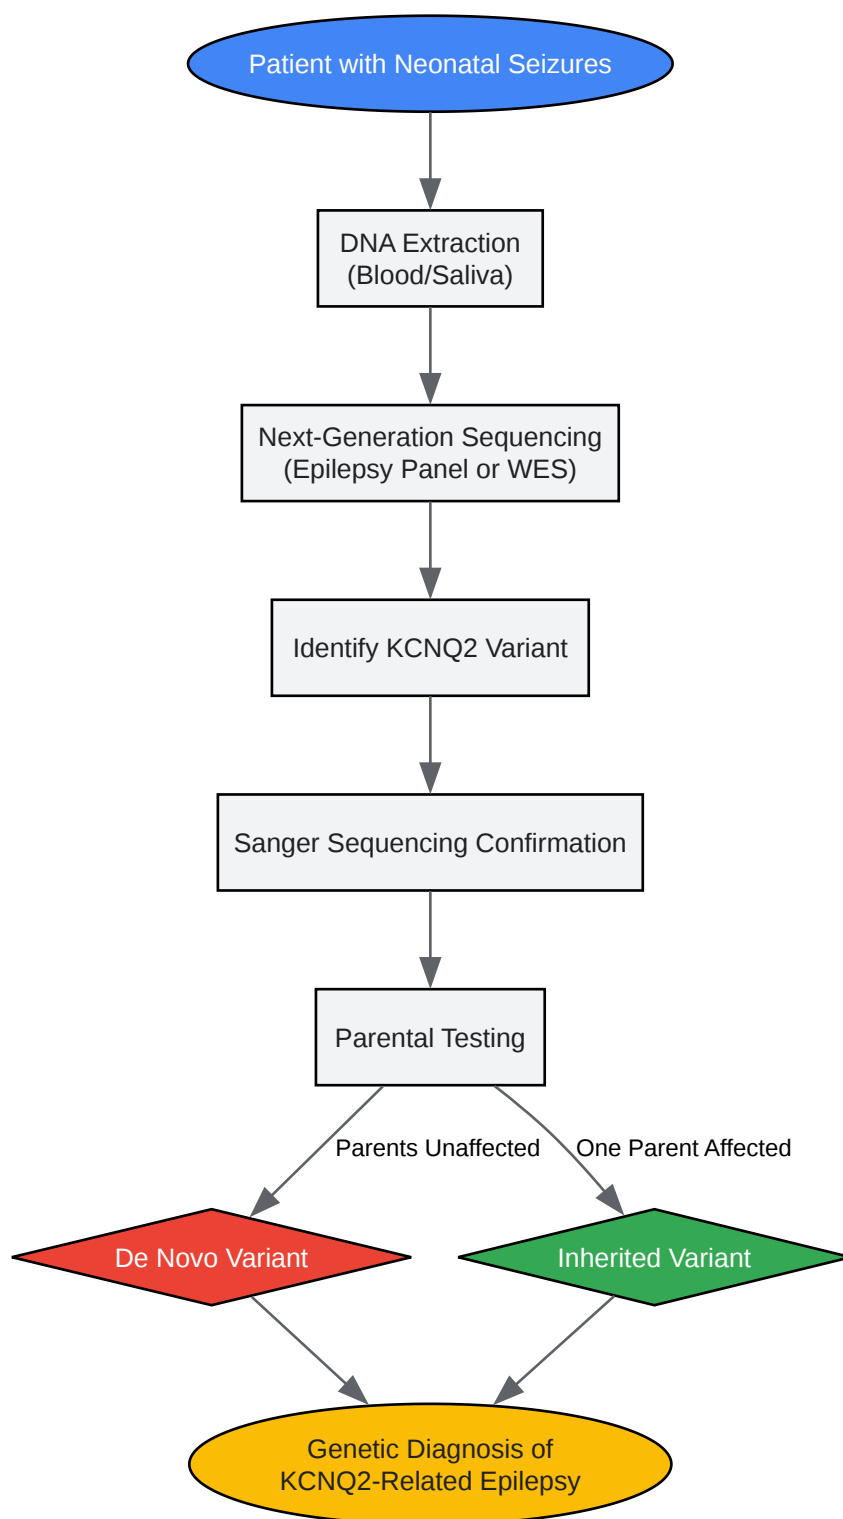 Patient with Neonatal Seizures
DNA Extraction
(Blood/Saliva)
Next-Generation Sequencing
(Epilepsy Panel or WES)
Identify KCNQ2 Variant
Sanger Sequencing Confirmation
Parental Testing
Parents Unaffected
One Parent Affected
De Novo Variant
Inherited Variant
Genetic Diagnosis of
KCNQ2-Related Epilepsy